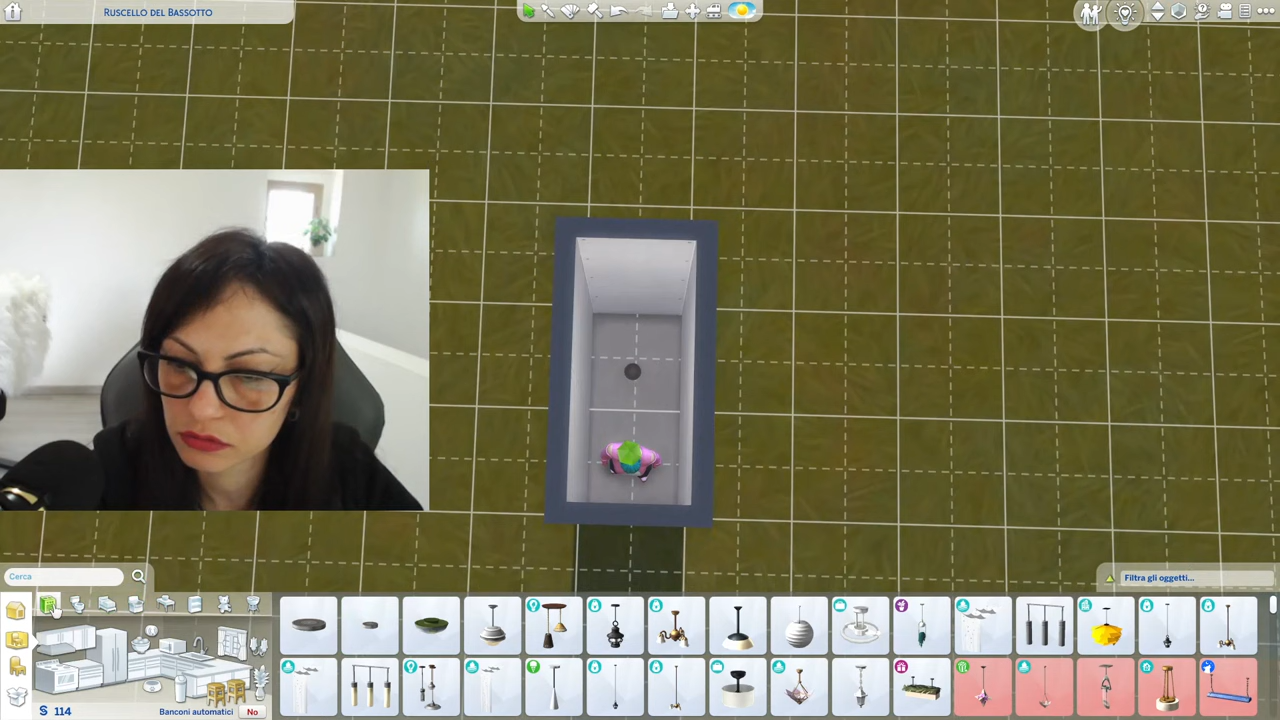 RUSCELLO DEL BASSOTTO
Cerca
Filtra gli oggetti...
S 114
Banconi automatici No